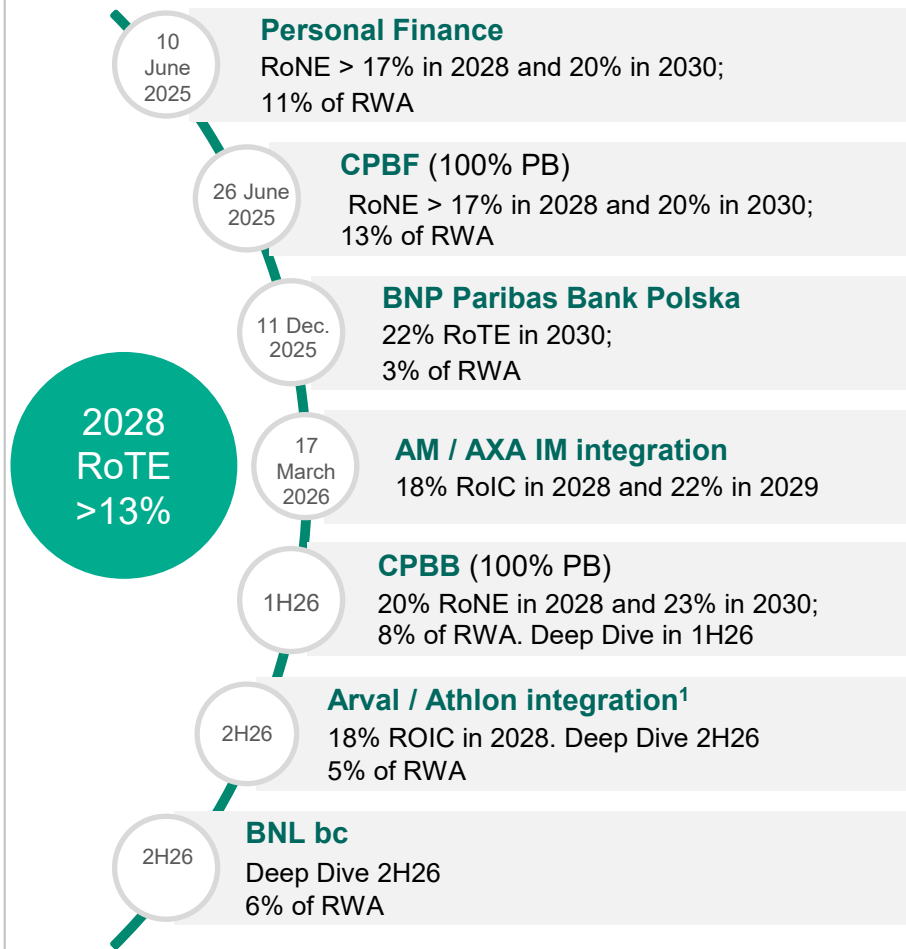 10
June
2025
Personal Finance
RoNE > 17% in 2028 and 20% in 2030;
11% of RWA
26 June
2025
CPBF (100% PB)
RoNE > 17% in 2028 and 20% in 2030;
13% of RWA
11 Dec.
2025
BNP Paribas Bank Polska
22% RoTE in 2030;
3% of RWA
2028
RoTE
>13%
17
March
2026
AM / AXA IM integration
18% RoIC in 2028 and 22% in 2029
1H26
CPBB (100% PB)
20% RoNE in 2028 and 23% in 2030;
8% of RWA. Deep Dive in 1H26
2H26
Arval / Athlon integration¹
18% ROIC in 2028. Deep Dive 2H26
5% of RWA
2H26
BNL bc
Deep Dive 2H26
6% of RWA